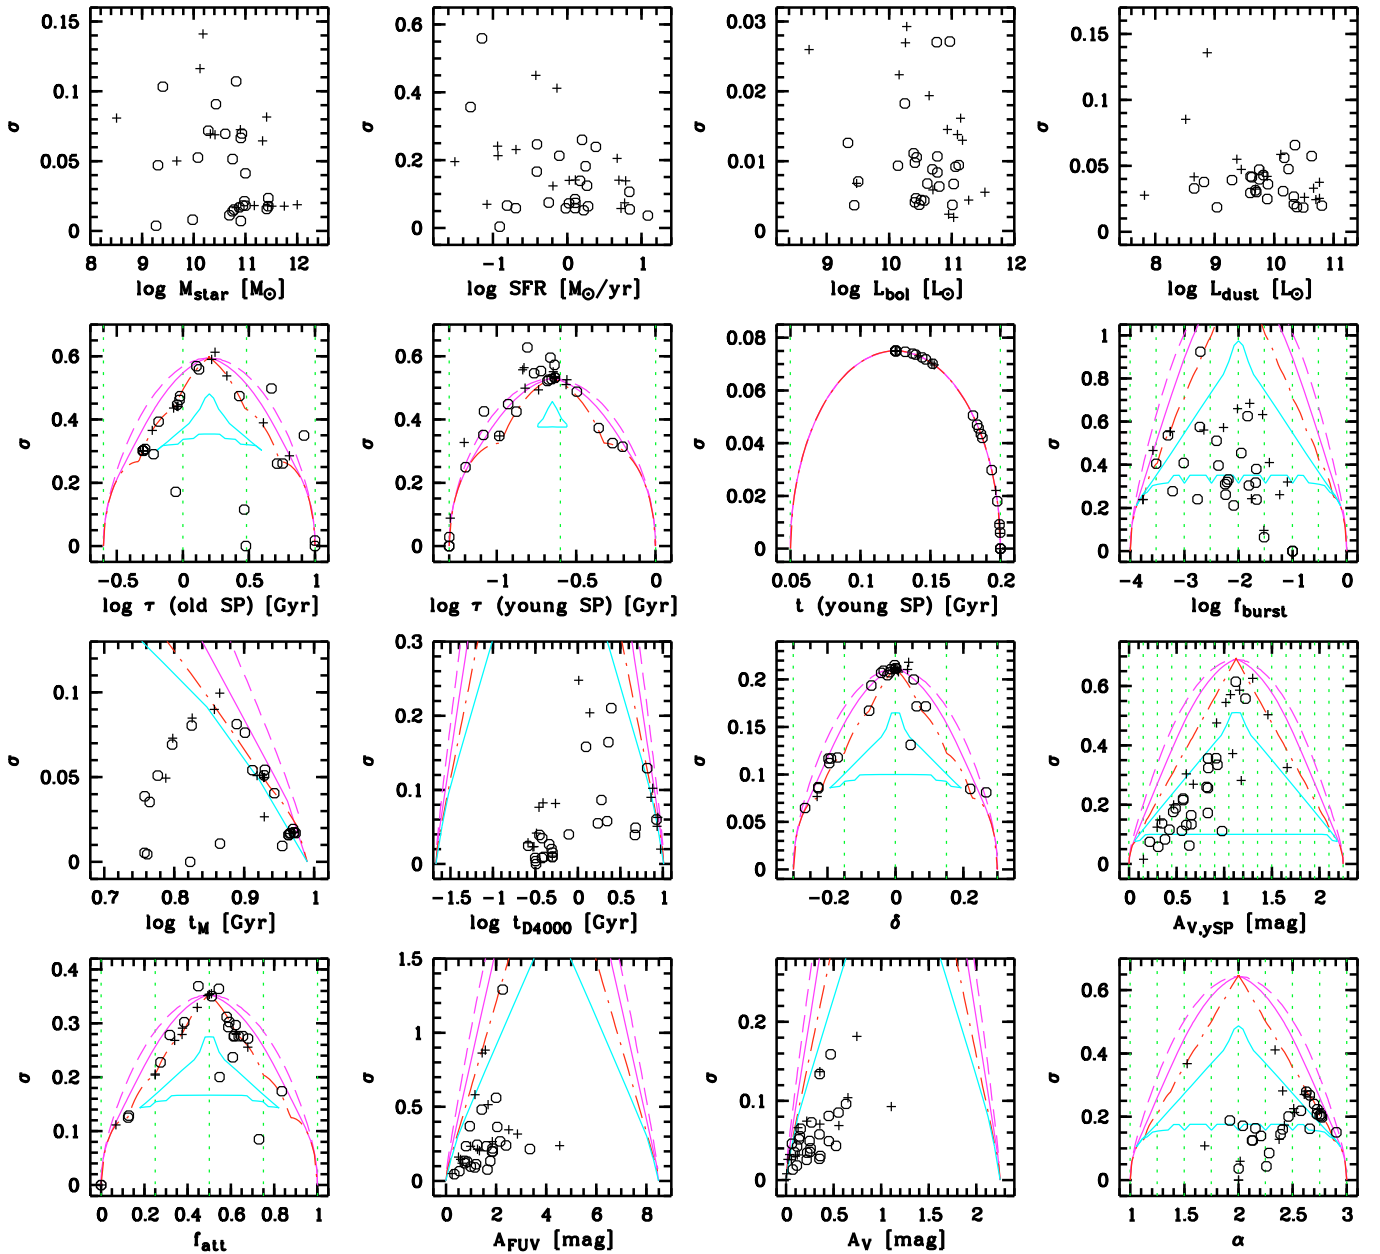 0.15
0.1
0.05
0
σ
8 9 10 11 12
log M_star [M_⊙]
0.6
0.4
0.2
0
σ
−1 0 1
log SFR [M_⊙/yr]
0.03
0.02
0.01
0
σ
9 10 11 12
log L_bol [L_⊙]
0.15
0.1
0.05
0
σ
8 9 10 11
log L_dust [L_⊙]
0.6
0.4
0.2
0
σ
−0.5 0 0.5 1
log τ (old SP) [Gyr]
0.6
0.4
0.2
0
σ
−1 −0.5 0
log τ (young SP) [Gyr]
0.08
0.06
0.04
0.02
0
σ
0.05 0.1 0.15 0.2
t (young SP) [Gyr]
1
0.8
0.6
0.4
0.2
0
σ
−4 −3 −2 −1 0
log f_burst
0.1
0.05
0
σ
0.7 0.8 0.9 1
log t_M [Gyr]
0.3
0.2
0.1
0
σ
−1.5 −1 −0.5 0 0.5 1
log t_D4000 [Gyr]
0.2
0.15
0.1
0.05
0
σ
−0.2 0 0.2
δ
0.6
0.4
0.2
0
σ
0 0.5 1 1.5 2
A_V,ySP [mag]
0.4
0.3
0.2
0.1
0
σ
0 0.2 0.4 0.6 0.8 1
f_att
1.5
1
0.5
0
σ
0 2 4 6 8
A_FUV [mag]
0.2
0.1
0
σ
0 0.5 1 1.5 2
A_V [mag]
0.6
0.4
0.2
0
σ
1 1.5 2 2.5 3
α